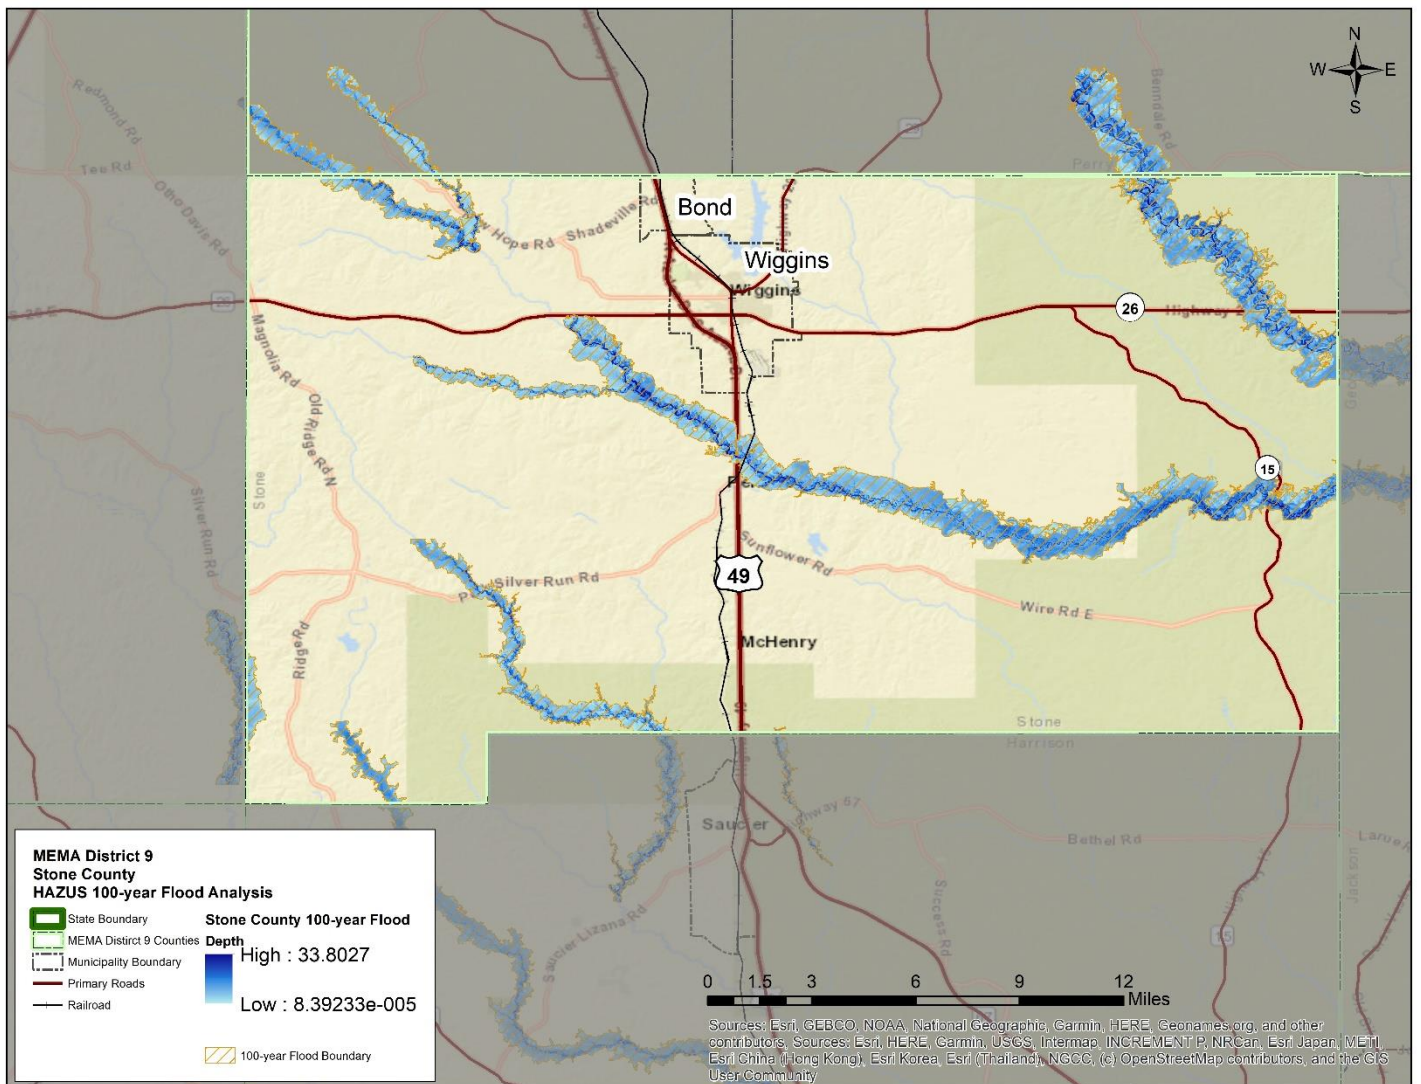 N
W E
S
Redmond Rd
Tee Rd
Otho Davis Rd
Benndale Rd
Perry
Bond
Shadeville Rd
Hope Rd
Wiggins
Wiggins
26
Highway
Magnolia Rd
Old Ridge Rd N
Stone
Silver Run Rd
15
Sunflower Rd
Silver Run Rd
49
Wire Rd E
McHenry
Ridge Rd
Stone
Harrison
Saucier
Bethel Rd
Success Rd
Jackson
Saucier Lizana Rd
15
MEMA District 9
Stone County
HAZUS 100-year Flood Analysis
State Boundary
MEMA Distirct 9 Counties
Municipality Boundary
Primary Roads
Railroad
Stone County 100-year Flood
Depth
High : 33.8027
Low : 8.39233e-005
100-year Flood Boundary
0 1.5 3 6 9 12
Miles
Sources: Esri, GEBCO, NOAA, National Geographic, Garmin, HERE, Geonames.org, and other
contributors, Sources: Esri, HERE, Garmin, USGS, Intermap, INCREMENT P, NRCan, Esri Japan, METI,
Esri China (Hong Kong), Esri Korea, Esri (Thailand), NGCC, (c) OpenStreetMap contributors, and the GIS
User Community